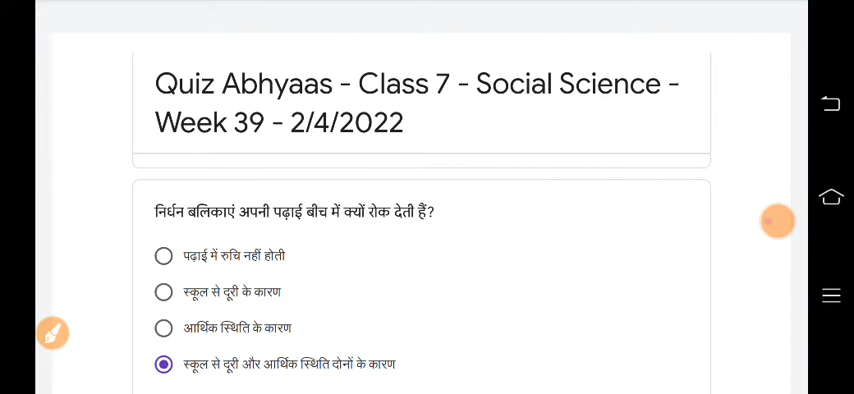 Quiz Abhyaas - Class 7 - Social Science -
Week 39 - 2/4/2022
निर्धन बलिकाएं अपनी पढ़ाई बीच में क्यों रोक देती हैं?
पढ़ाई में रुचि नहीं होती
स्कूल से दूरी के कारण
आर्थिक स्थिति के कारण
स्कूल से दूरी और आर्थिक स्थिति दोनों के कारण